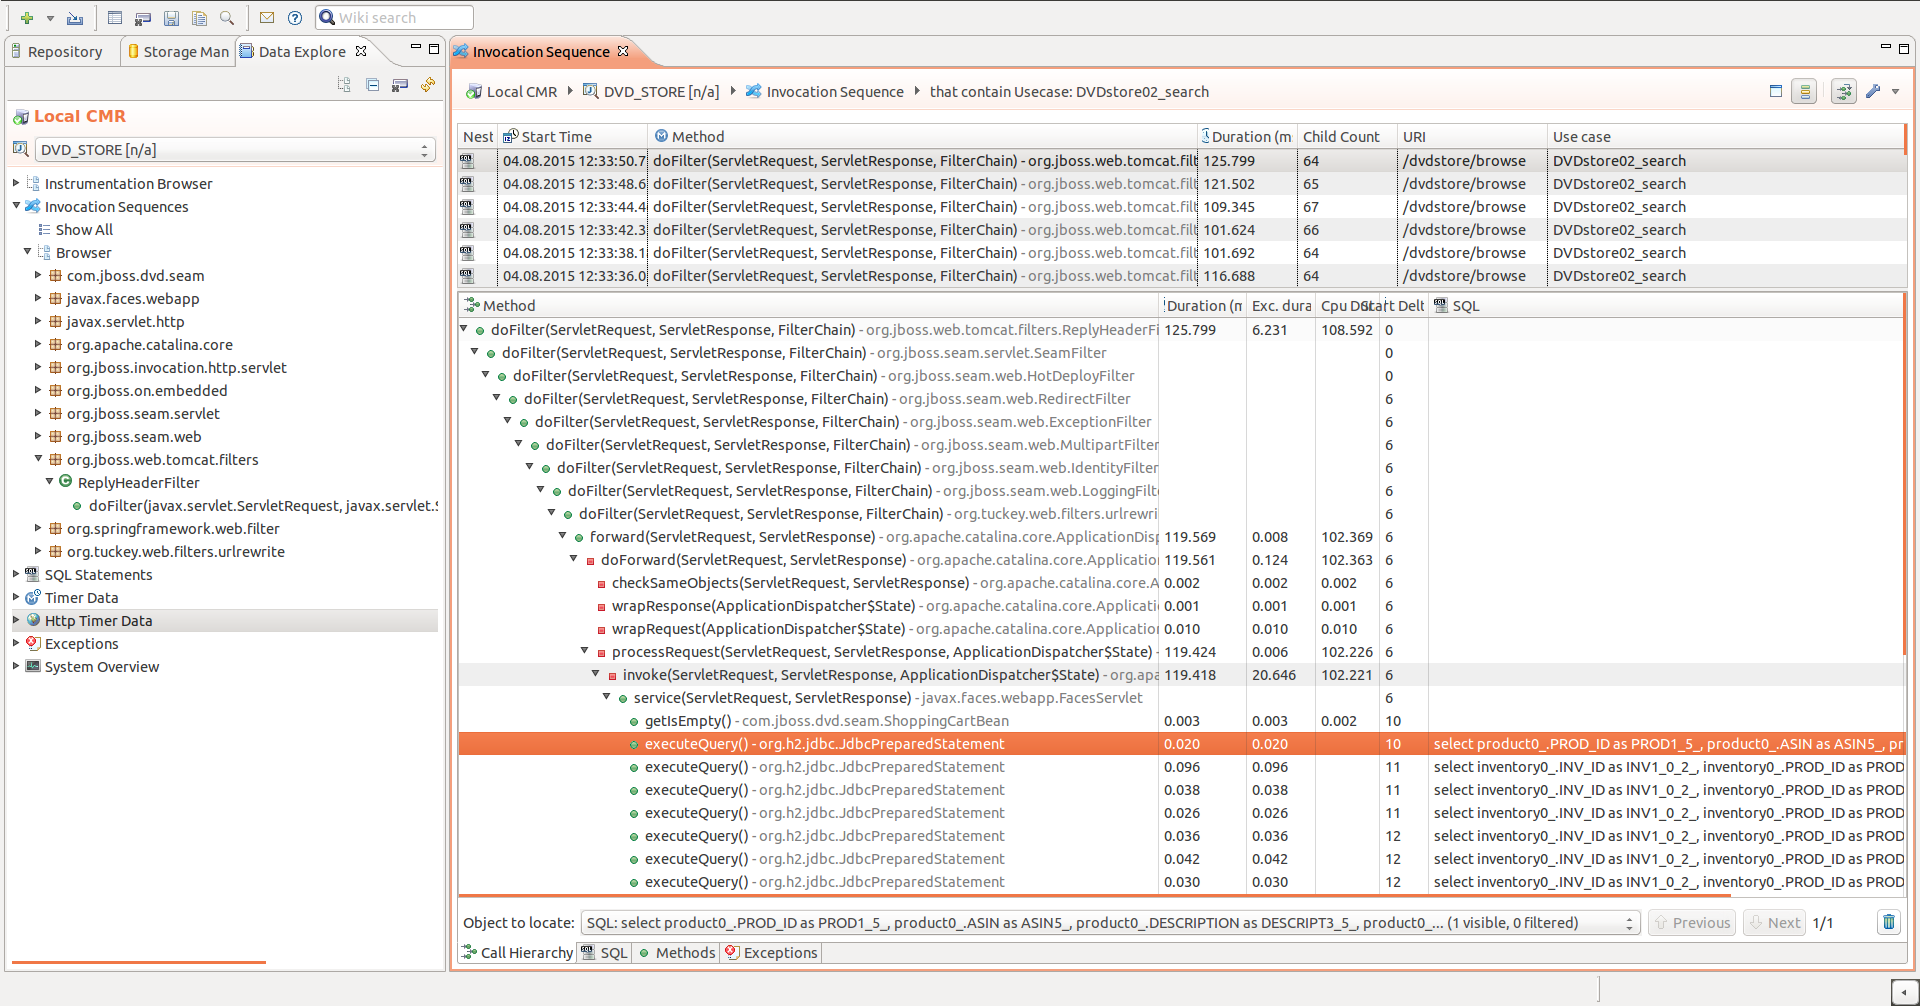 Wiki search
Repository
Storage Man
Data Explore
Local CMR
DVD_STORE [n/a]
Instrumentation Browser
Invocation Sequences
Show All
Browser
com.jboss.dvd.seam
javax.faces.webapp
javax.servlet.http
org.apache.catalina.core
org.jboss.invocation.http.servlet
org.jboss.on.embedded
org.jboss.seam.servlet
org.jboss.seam.web
org.jboss.web.tomcat.filters
ReplyHeaderFilter
doFilter(javax.servlet.ServletRequest, javax.servlet.S
org.springframework.web.filter
org.tuckey.web.filters.urlrewrite
SQL Statements
Timer Data
Http Timer Data
Exceptions
System Overview
Invocation Sequence
Local CMR DVD_STORE [n/a] Invocation Sequence that contain Usecase: DVDstore02_search
Nest Start Time Method Duration (m Child Count URI Use case
04.08.2015 12:33:50.7 doFilter(ServletRequest, ServletResponse, FilterChain) - org.jboss.web.tomcat.filt 125.799 64 /dvdstore/browse DVDstore02_search
04.08.2015 12:33:48.6 doFilter(ServletRequest, ServletResponse, FilterChain) - org.jboss.web.tomcat.filt 121.502 65 /dvdstore/browse DVDstore02_search
04.08.2015 12:33:44.4 doFilter(ServletRequest, ServletResponse, FilterChain) - org.jboss.web.tomcat.filt 109.345 67 /dvdstore/browse DVDstore02_search
04.08.2015 12:33:42.3 doFilter(ServletRequest, ServletResponse, FilterChain) - org.jboss.web.tomcat.filt 101.624 66 /dvdstore/browse DVDstore02_search
04.08.2015 12:33:38.1 doFilter(ServletRequest, ServletResponse, FilterChain) - org.jboss.web.tomcat.filt 101.692 64 /dvdstore/browse DVDstore02_search
04.08.2015 12:33:36.0 doFilter(ServletRequest, ServletResponse, FilterChain) - org.jboss.web.tomcat.filt 116.688 64 /dvdstore/browse DVDstore02_search
Method Duration (m Exc. dura Cpu Start Delt SQL
doFilter(ServletRequest, ServletResponse, FilterChain) - org.jboss.web.tomcat.filters.ReplyHeaderFi 125.799 6.231 108.592 0
doFilter(ServletRequest, ServletResponse, FilterChain) - org.jboss.seam.servlet.SeamFilter 0
doFilter(ServletRequest, ServletResponse, FilterChain) - org.jboss.seam.web.HotDeployFilter 0
doFilter(ServletRequest, ServletResponse, FilterChain) - org.jboss.seam.web.RedirectFilter 6
doFilter(ServletRequest, ServletResponse, FilterChain) - org.jboss.seam.web.ExceptionFilter 6
doFilter(ServletRequest, ServletResponse, FilterChain) - org.jboss.seam.web.MultipartFilter 6
doFilter(ServletRequest, ServletResponse, FilterChain) - org.jboss.seam.web.IdentityFilter 6
doFilter(ServletRequest, ServletResponse, FilterChain) - org.jboss.seam.web.LoggingFilt 6
doFilter(ServletRequest, ServletResponse, FilterChain) - org.tuckey.web.filters.urlrewri 6
forward(ServletRequest, ServletResponse) - org.apache.catalina.core.ApplicationDisp 119.569 0.008 102.369 6
doForward(ServletRequest, ServletResponse) - org.apache.catalina.core.Application 119.561 0.124 102.363 6
checkSameObjects(ServletRequest, ServletResponse) - org.apache.catalina.core.A 0.002 0.002 0.002 6
wrapResponse(ApplicationDispatcher$State) - org.apache.catalina.core.Applicati 0.001 0.001 0.001 6
wrapRequest(ApplicationDispatcher$State) - org.apache.catalina.core.Application 0.010 0.010 0.010 6
processRequest(ServletRequest, ServletResponse, ApplicationDispatcher$State) - 119.424 0.006 102.226 6
invoke(ServletRequest, ServletResponse, ApplicationDispatcher$State) - org.apa 119.418 20.646 102.221 6
service(ServletRequest, ServletResponse) - javax.faces.webapp.FacesServlet 6
getIsEmpty() - com.jboss.dvd.seam.ShoppingCartBean 0.003 0.003 0.002 10
executeQuery() - org.h2.jdbc.JdbcPreparedStatement 0.020 0.020 10 select product0_.PROD_ID as PROD1_5_, product0_.ASIN as ASIN5_, pr
executeQuery() - org.h2.jdbc.JdbcPreparedStatement 0.096 0.096 11 select inventory0_.INV_ID as INV1_0_2_, inventory0_.PROD_ID as PROD
executeQuery() - org.h2.jdbc.JdbcPreparedStatement 0.038 0.038 11 select inventory0_.INV_ID as INV1_0_2_, inventory0_.PROD_ID as PROD
executeQuery() - org.h2.jdbc.JdbcPreparedStatement 0.026 0.026 11 select inventory0_.INV_ID as INV1_0_2_, inventory0_.PROD_ID as PROD
executeQuery() - org.h2.jdbc.JdbcPreparedStatement 0.036 0.036 12 select inventory0_.INV_ID as INV1_0_2_, inventory0_.PROD_ID as PROD
executeQuery() - org.h2.jdbc.JdbcPreparedStatement 0.042 0.042 12 select inventory0_.INV_ID as INV1_0_2_, inventory0_.PROD_ID as PROD
executeQuery() - org.h2.jdbc.JdbcPreparedStatement 0.030 0.030 12 select inventory0_.INV_ID as INV1_0_2_, inventory0_.PROD_ID as PROD
Object to locate: SQL: select product0_.PROD_ID as PROD1_5_, product0_.ASIN as ASIN5_, product0_.DESCRIPTION as DESCRIPT3_5_, product0_... (1 visible, 0 filtered) Previous Next 1/1
Call Hierarchy SQL Methods Exceptions